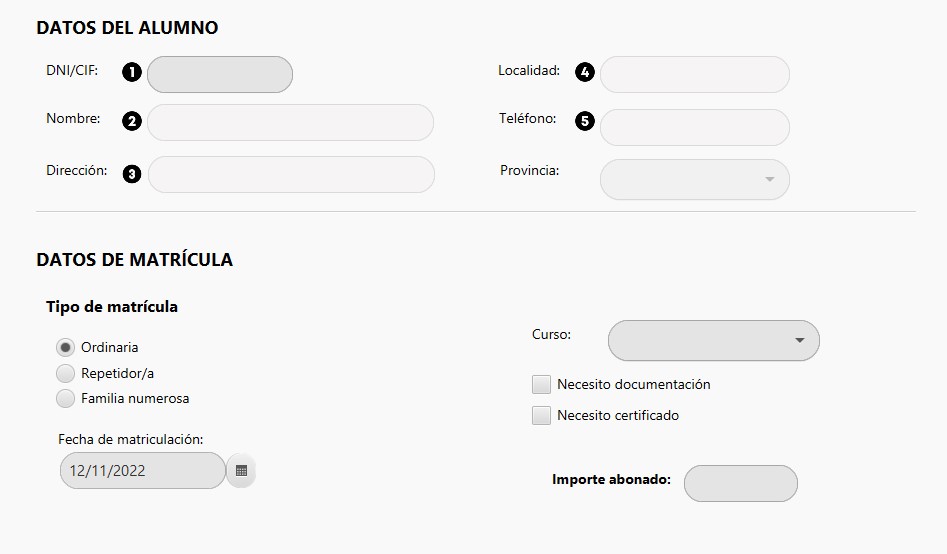 DATOS DEL ALUMNO
DNI/CIF: 1
Localidad: 4
Nombre: 2
Teléfono: 5
Dirección: 3
Provincia:
DATOS DE MATRÍCULA
Tipo de matrícula
Ordinaria
Repetidor/a
Familia numerosa
Fecha de matriculación:
12/11/2022
Curso:
Necesito documentación
Necesito certificado
Importe abonado: